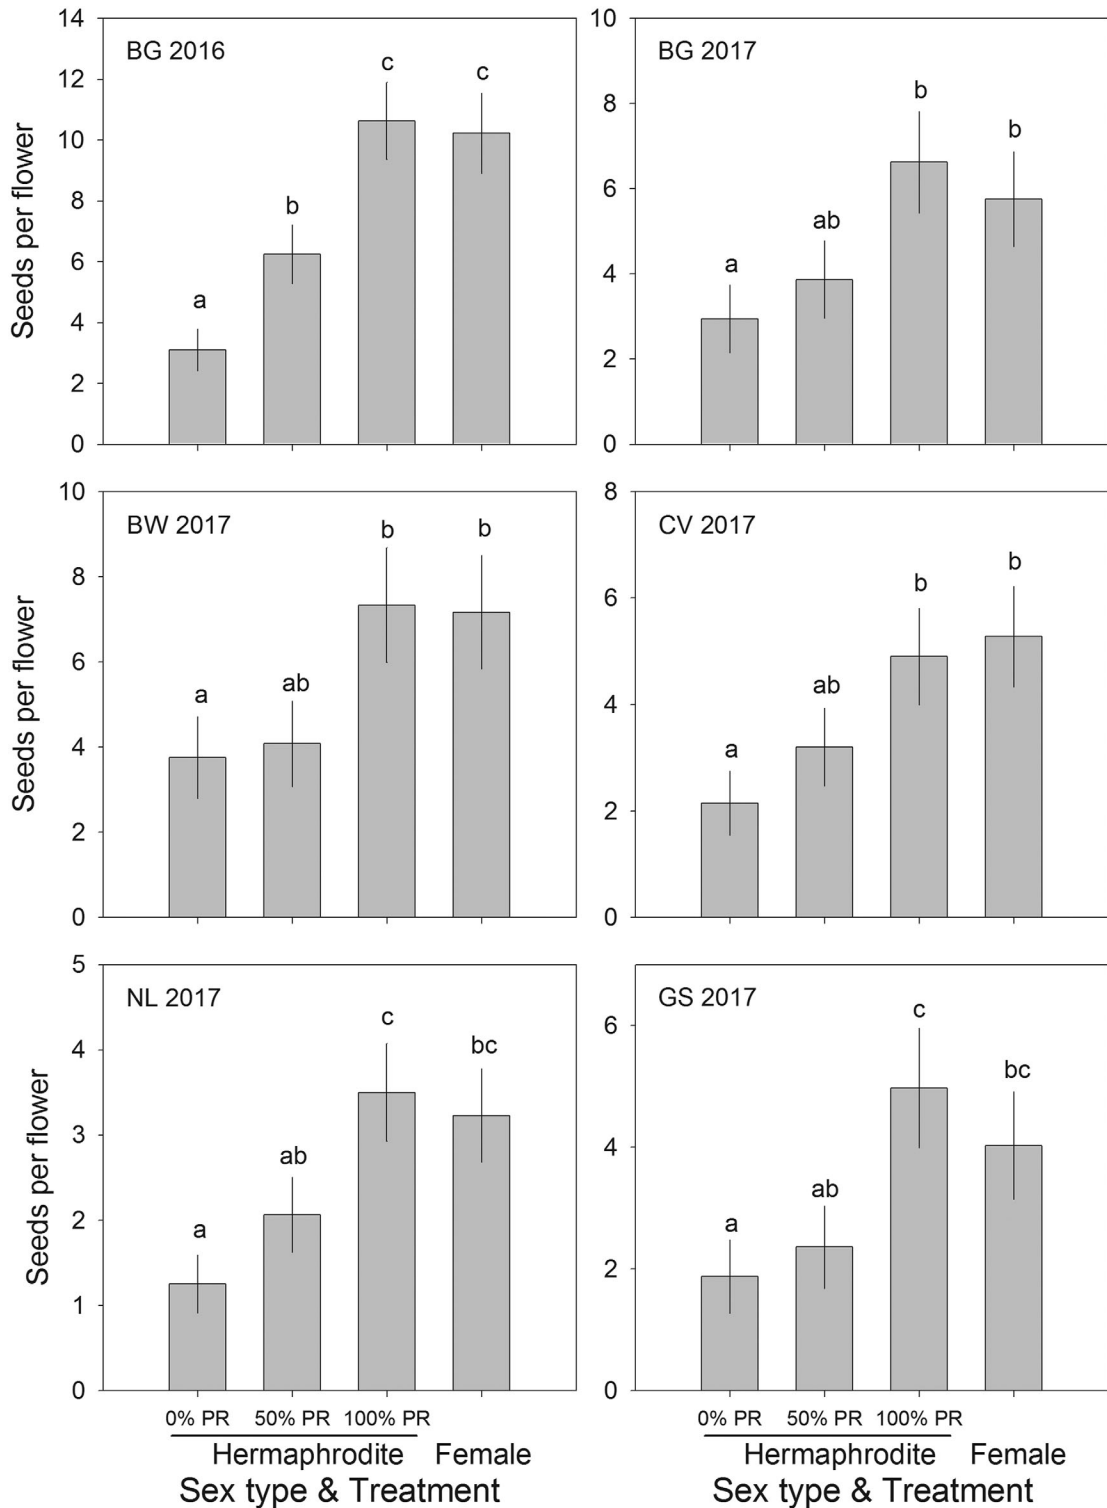 BG 2016
14
12
10
8
6
4
2
0
Seeds per flower
a
b
c
c
BG 2017
10
8
6
4
2
0
a
ab
b
b
BW 2017
10
8
6
4
2
0
Seeds per flower
a
ab
b
b
CV 2017
8
6
4
2
0
a
ab
b
b
NL 2017
5
4
3
2
1
0
Seeds per flower
a
ab
c
bc
0% PR 50% PR 100% PR
Hermaphrodite Female
Sex type & Treatment
GS 2017
6
4
2
0
a
ab
c
bc
0% PR 50% PR 100% PR
Hermaphrodite Female
Sex type & Treatment